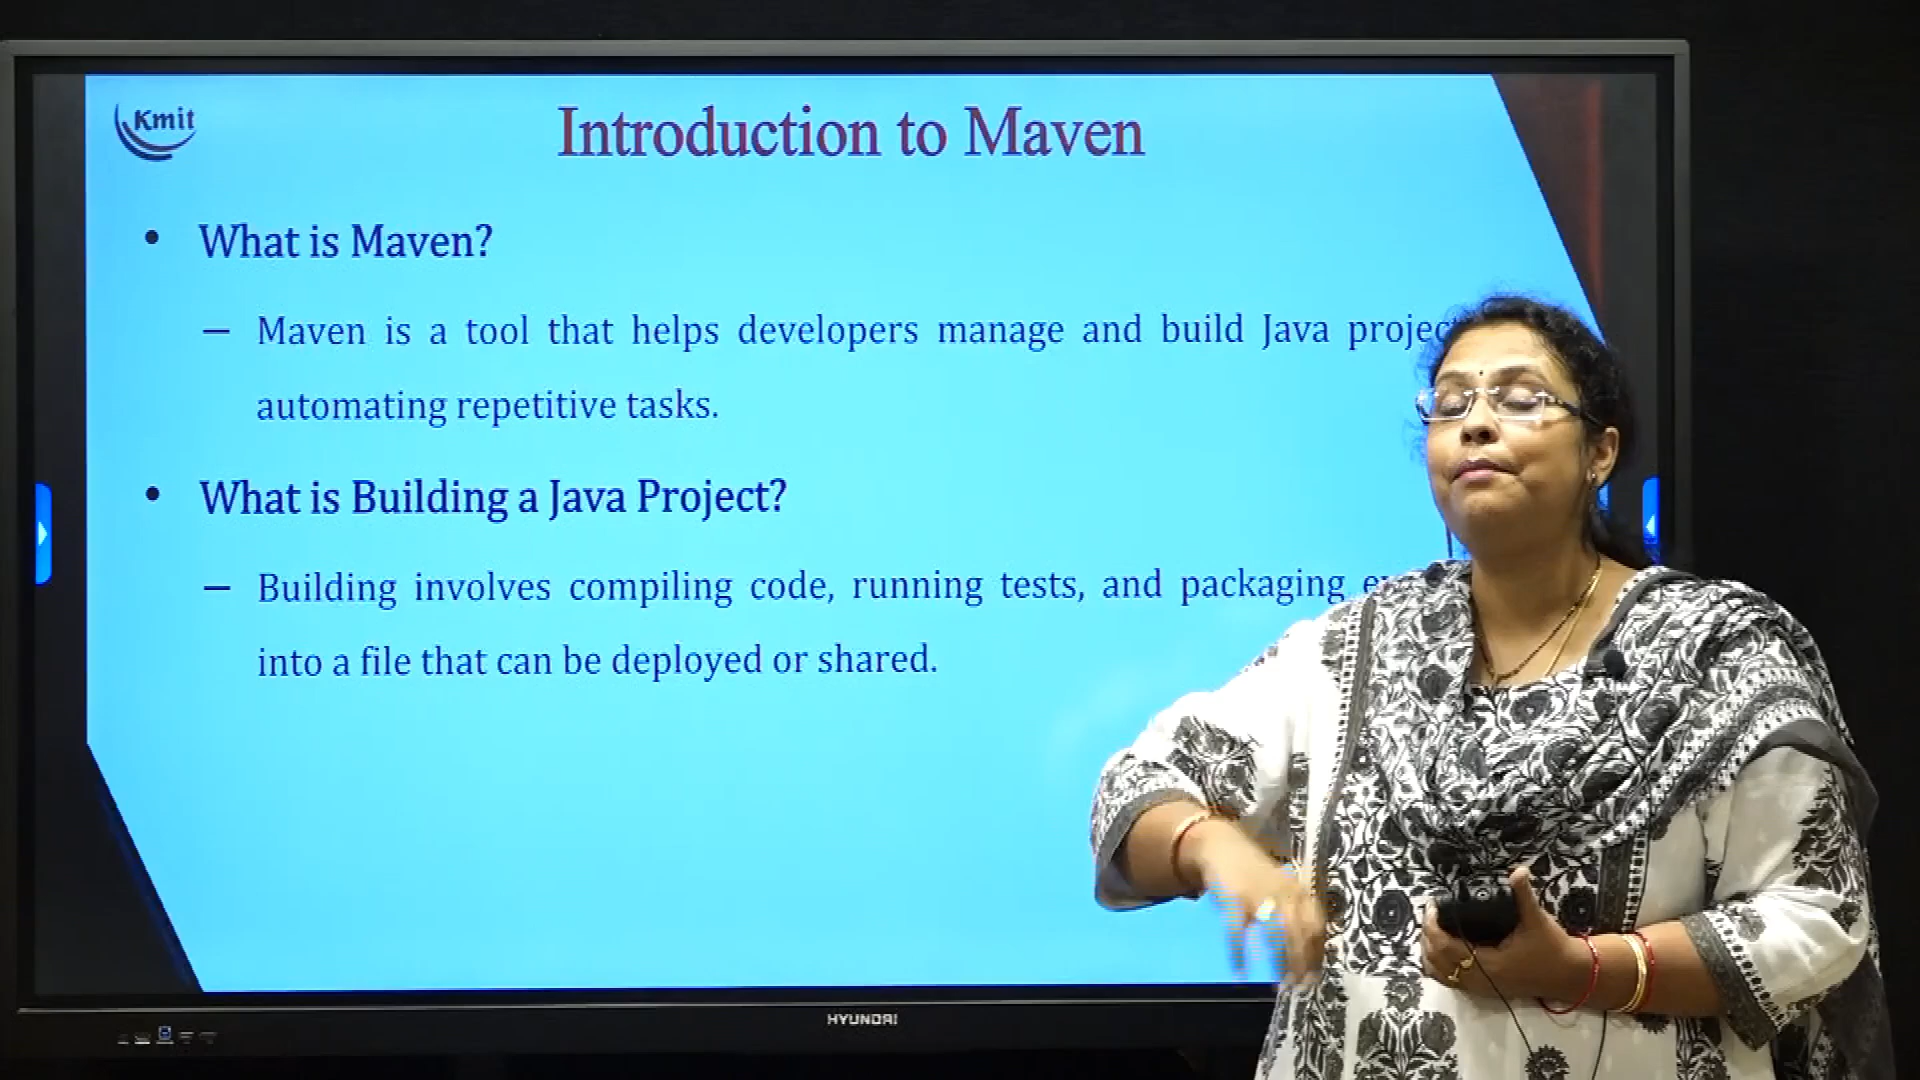 Kmit
Introduction to Maven
• What is Maven?
– Maven is a tool that helps developers manage and build Java
automating repetitive tasks.
• What is Building a Java Project?
– Building involves compiling code, running tests, and packaging
into a file that can be deployed or shared.
HYUNDAI